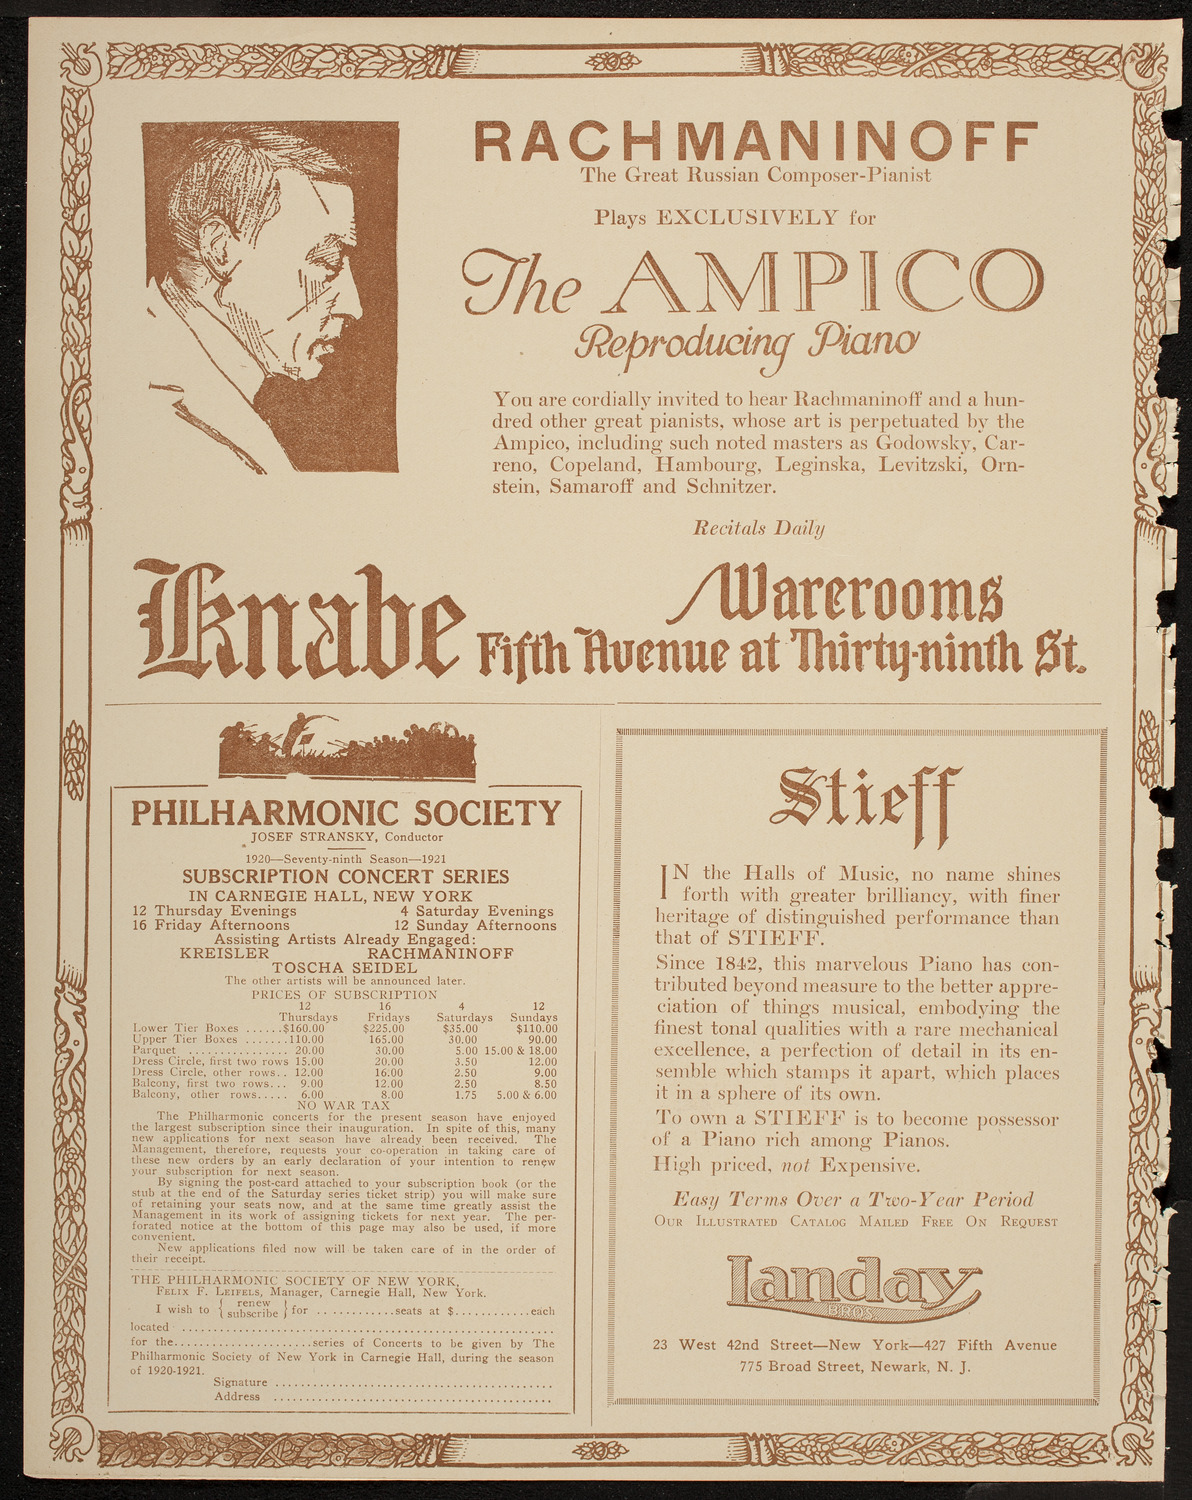 RACHMANINOFF
The Great Russian Composer-Pianist
Plays EXCLUSIVELY for
The AMPICO
Reproducing Piano
You are cordially invited to hear Rachmaninoff and a hun-
dred other great pianists, whose art is perpetuated by the
Ampico, including such noted masters as Godowsky, Car-
reno, Copeland, Hambourg, Leginska, Levitzski, Orn-
stein, Samaroff and Schnitzer.
Recitals Daily
Knabe Warerooms
Fifth Avenue at Thirty-ninth St.
PHILHARMONIC SOCIETY
JOSEF STRANSKY, Conductor
1920—Seventy-ninth Season—1921
SUBSCRIPTION CONCERT SERIES
IN CARNEGIE HALL, NEW YORK
12 Thursday Evenings 4 Saturday Evenings
16 Friday Afternoons 12 Sunday Afternoons
Assisting Artists Already Engaged:
KREISLER RACHMANINOFF
TOSCHA SEIDEL
The other artists will be announced later.
PRICES OF SUBSCRIPTION
12 16 4 12
Thursdays Fridays Saturdays Sundays
Lower Tier Boxes ......$160.00 $225.00 $35.00 $110.00
Upper Tier Boxes .......110.00 165.00 30.00 90.00
Parquet ................ 20.00 30.00 5.00 15.00 & 18.00
Dress Circle, first two rows 15.00 20.00 3.50 12.00
Dress Circle, other rows.. 12.00 16.00 2.50 9.00
Balcony, first two rows... 9.00 12.00 2.50 8.50
Balcony, other rows..... 6.00 8.00 1.75 5.00 & 6.00
NO WAR TAX
The Philharmonic concerts for the present season have enjoyed
the largest subscription since their inauguration. In spite of this, many
new applications for next season have already been received. The
Management, therefore, requests your co-operation in taking care of
these new orders by an early declaration of your intention to renew
your subscription for next season.
By signing the post-card attached to your subscription book (or the
stub at the end of the Saturday series ticket strip) you will make sure
of retaining your seats now, and at the same time greatly assist the
Management in its work of assigning tickets for next year. The per-
forated notice at the bottom of this page may also be used, if more
convenient.
New applications filed now will be taken care of in the order of
their receipt.
THE PHILHARMONIC SOCIETY OF NEW YORK,
FELIX F. LEIFELS, Manager, Carnegie Hall, New York.
I wish to { renew subscribe } for ............seats at $............each
located ......................................................
for the.....................series of Concerts to be given by The
Philharmonic Society of New York in Carnegie Hall, during the season
of 1920-1921.
Signature ..........................................
Address ..........................................
Stieff
IN the Halls of Music, no name shines
forth with greater brilliancy, with finer
heritage of distinguished performance than
that of STIEFF.
Since 1842, this marvelous Piano has con-
tributed beyond measure to the better appre-
ciation of things musical, embodying the
finest tonal qualities with a rare mechanical
excellence, a perfection of detail in its en-
semble which stamps it apart, which places
it in a sphere of its own.
To own a STIEFF is to become possessor
of a Piano rich among Pianos.
High priced, not Expensive.
Easy Terms Over a Two-Year Period
OUR ILLUSTRATED CATALOG MAILED FREE ON REQUEST
Landay
BROS.
23 West 42nd Street—New York—427 Fifth Avenue
775 Broad Street, Newark, N. J.